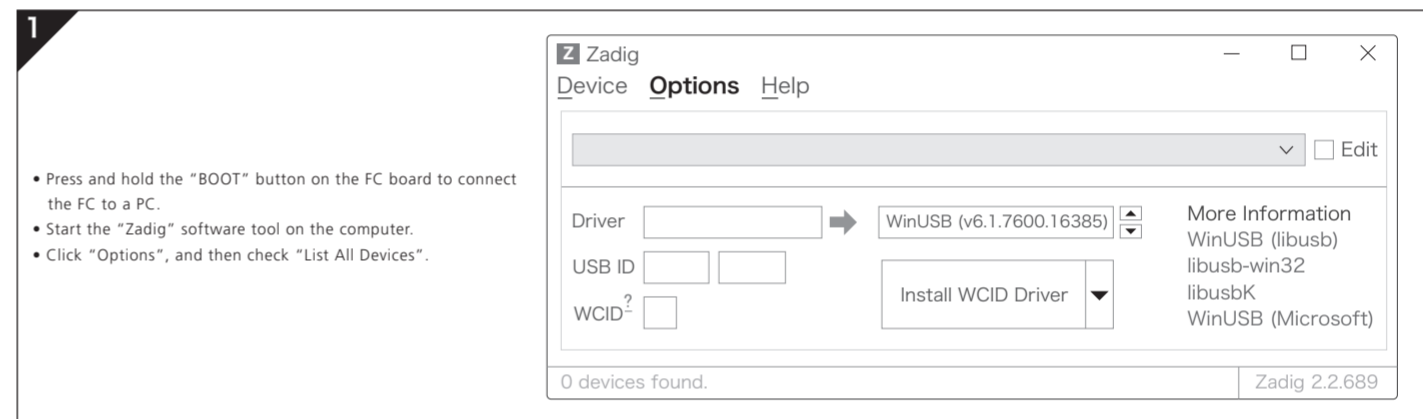 1
• Press and hold the “BOOT” button on the FC board to connect
the FC to a PC.
• Start the “Zadig” software tool on the computer.
• Click “Options”, and then check “List All Devices”.
Z Zadig
Device Options Help
Edit
Driver WinUSB (v6.1.7600.16385)
USB ID
WCID?
Install WCID Driver
More Information
WinUSB (libusb)
libusb-win32
libusbK
WinUSB (Microsoft)
0 devices found. Zadig 2.2.689